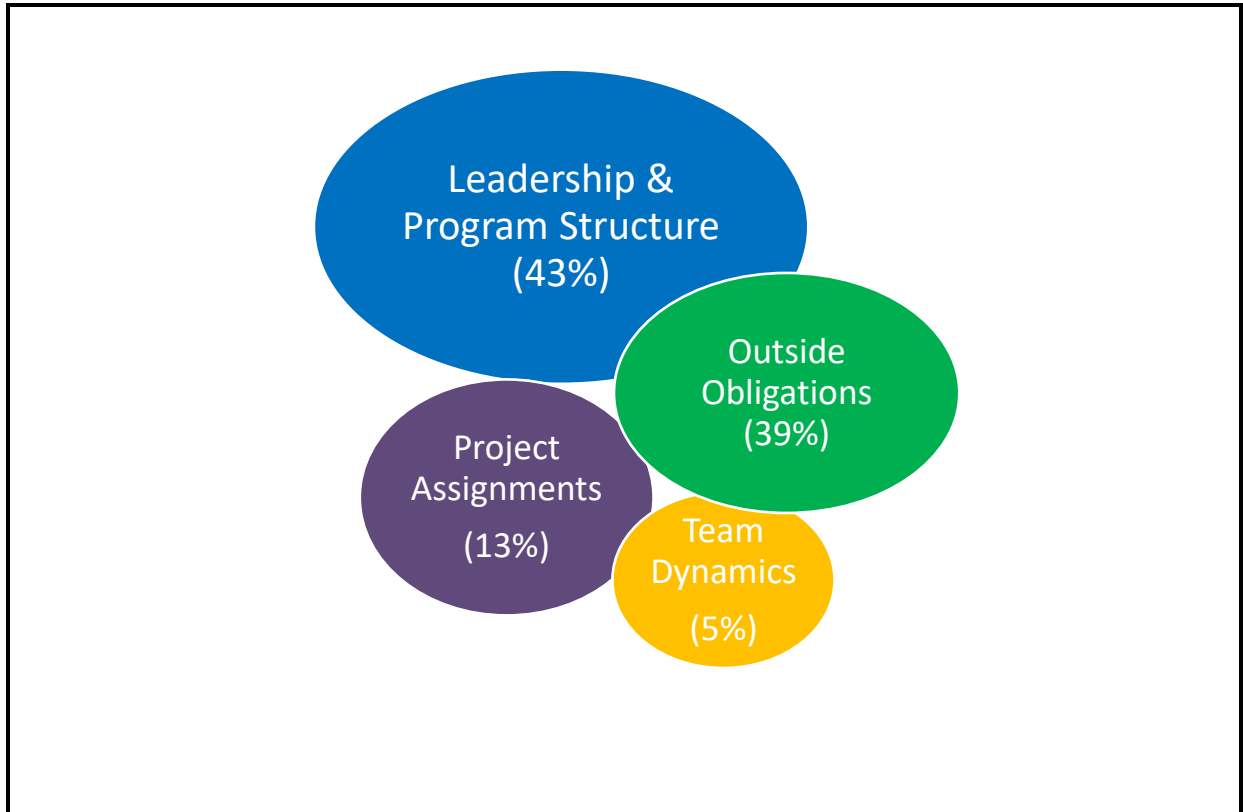 Leadership &
Program Structure
(43%)
Outside
Obligations
(39%)
Project
Assignments
(13%)
Team
Dynamics
(5%)